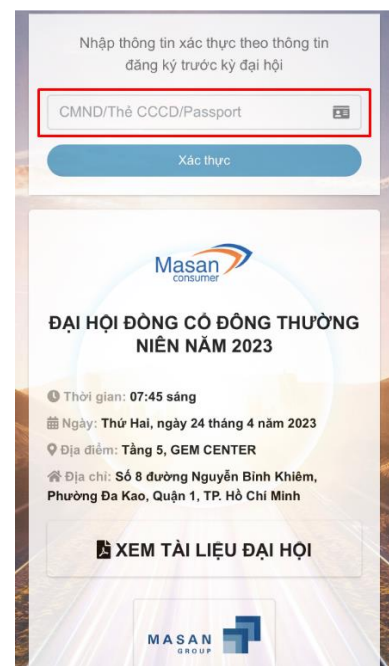 Nhập thông tin xác thực theo thông tin
đăng ký trước kỳ đại hội
CMND/Thẻ CCCD/Passport
Xác thực
Masan
consumer
ĐẠI HỘI ĐỒNG CỔ ĐÔNG THƯỜNG
NIÊN NĂM 2023
Thời gian: 07:45 sáng
Ngày: Thứ Hai, ngày 24 tháng 4 năm 2023
Địa điểm: Tầng 5, GEM CENTER
Địa chỉ: Số 8 đường Nguyễn Bỉnh Khiêm,
Phường Đa Kao, Quận 1, TP. Hồ Chí Minh
XEM TÀI LIỆU ĐẠI HỘI
MASAN
GROUP